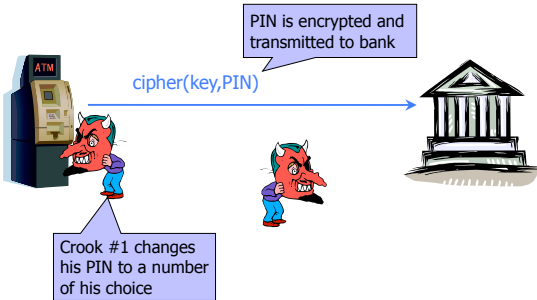 PIN is encrypted and
transmitted to bank
ATM
cipher(key,PIN)
Crook #1 changes
his PIN to a number
of his choice